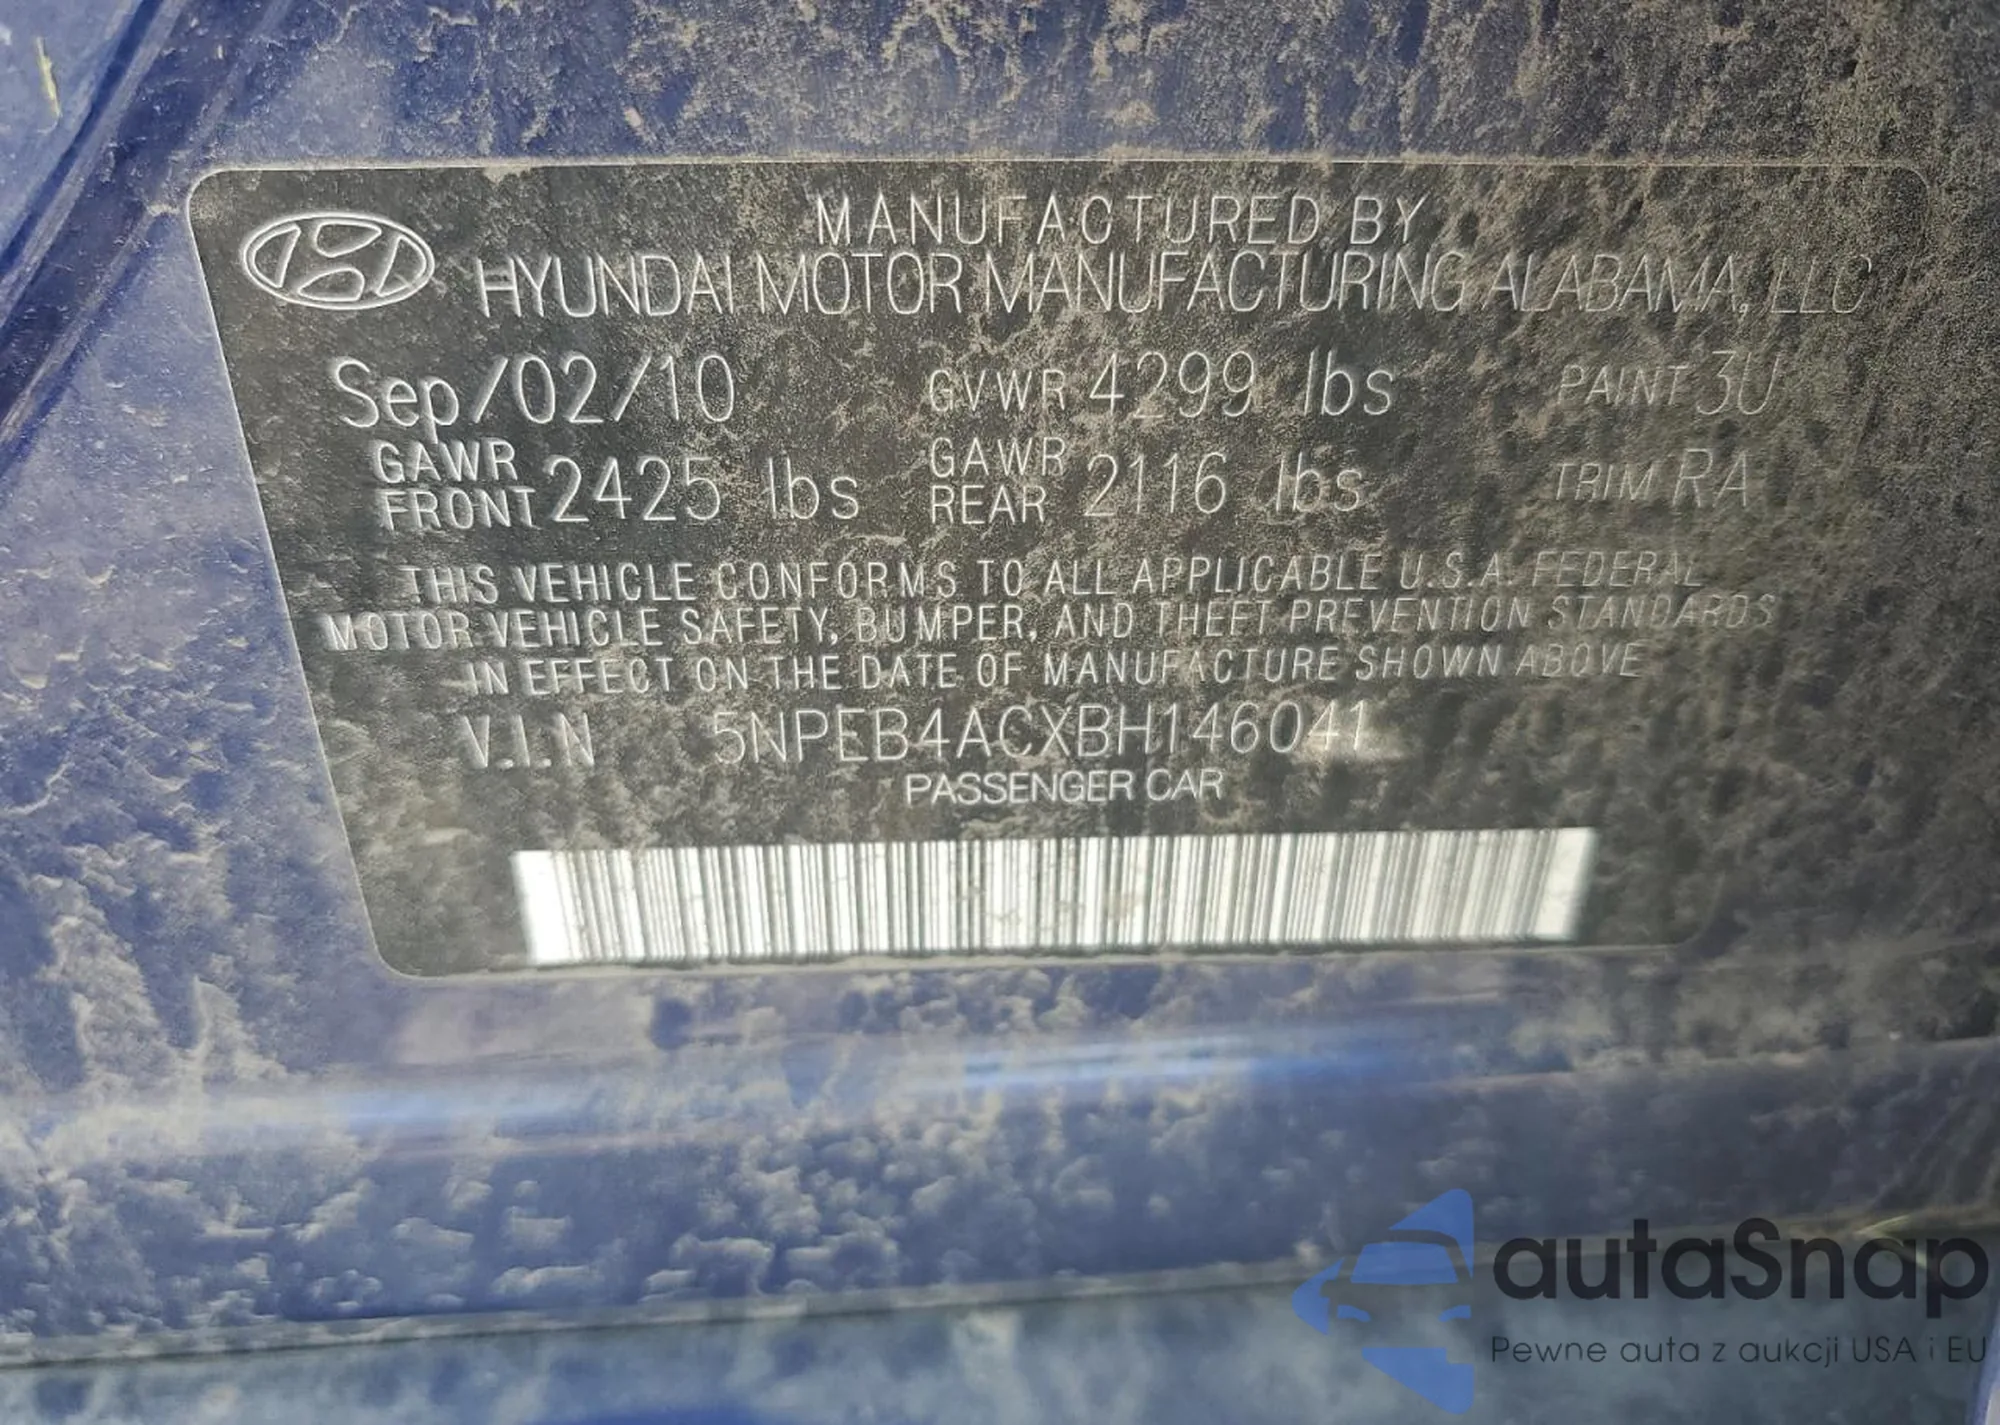 MANUFACTURED BY
HYUNDAI MOTOR MANUFACTURING ALABAMA, LLC
Sep/02/10 GVWR 4299 lbs PAINT 3U
GAWR FRONT 2425 lbs GAWR REAR 2116 lbs TRIM RA
THIS VEHICLE CONFORMS TO ALL APPLICABLE U.S.A. FEDERAL
MOTOR VEHICLE SAFETY, BUMPER, AND THEFT PREVENTION STANDARDS
IN EFFECT ON THE DATE OF MANUFACTURE SHOWN ABOVE
V.I.N 5NPEB4ACXBH146041
PASSENGER CAR
autaSnap
Pewne auta z aukcji USA i EU